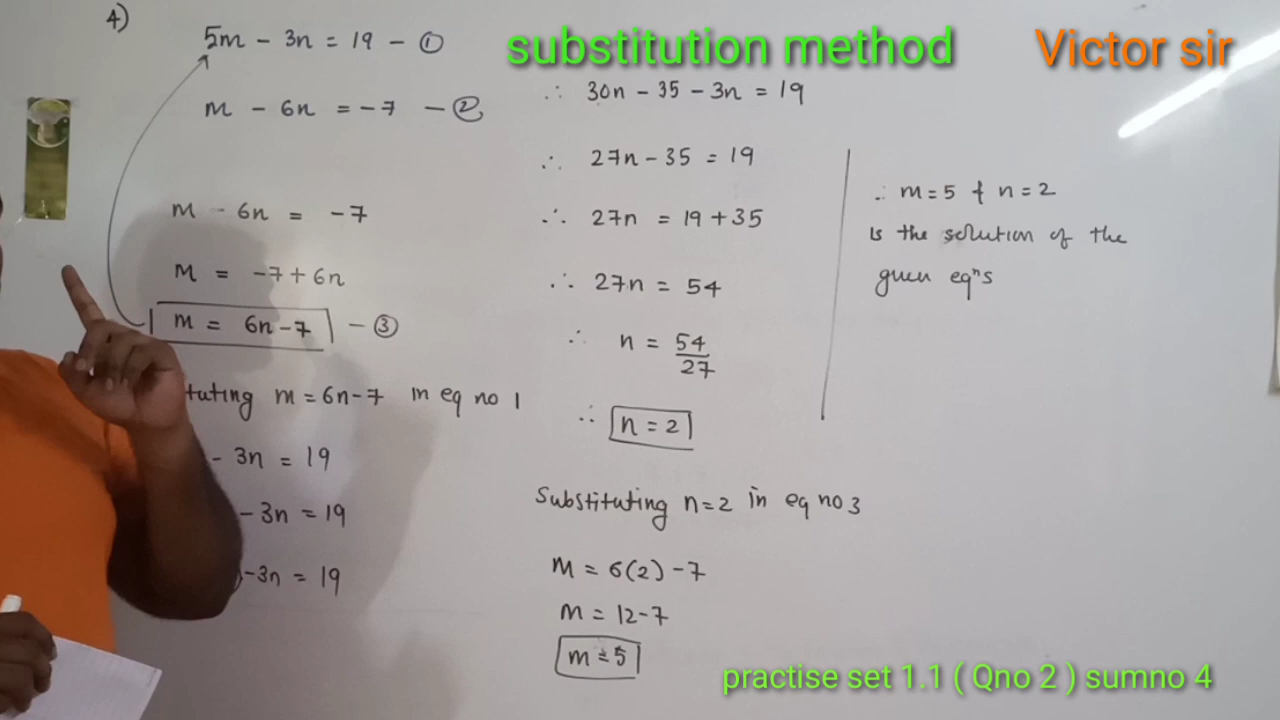 substitution method
Victor sir
4)
5m - 3n = 19 - ①
m - 6n = -7 - ②
m - 6n = -7
m = -7 + 6n
m = 6n - 7 - ③
tuting m = 6n - 7 in eq no 1
- 3n = 19
- 3n = 19
) - 3n = 19
∴ 30n - 35 - 3n = 19
∴ 27n - 35 = 19
∴ 27n = 19 + 35
∴ 27n = 54
∴ n = 54/27
∴ n = 2
Substituting n = 2 in eq no 3
m = 6(2) - 7
m = 12 - 7
m = 5
∴ m = 5 & n = 2
is the solution of the
given eqⁿs
practise set 1.1 ( Qno 2 ) sumno 4